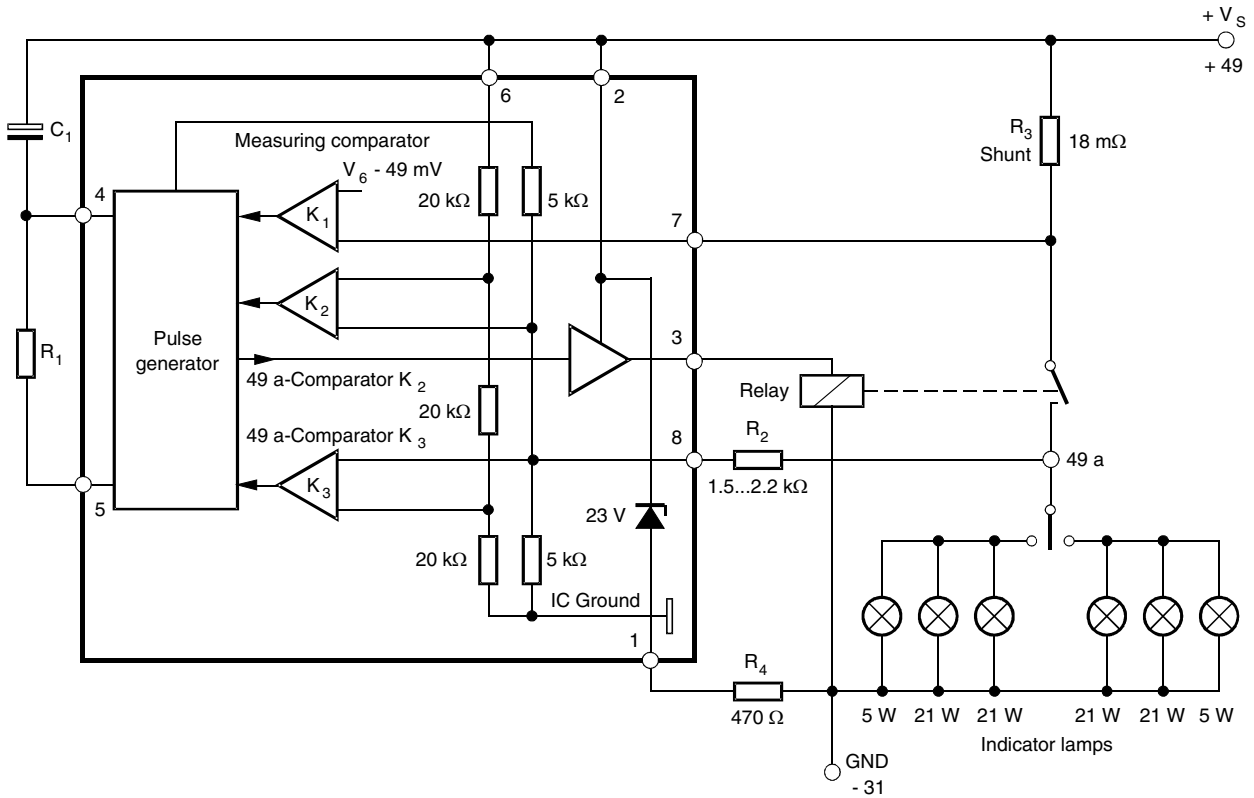 + V S
+ 49
6
2
C 1
R 3
Shunt
18 mΩ
Measuring comparator
V 6 - 49 mV
4
20 kΩ
5 kΩ
7
K 1
K 2
Pulse
generator
R 1
3
49 a-Comparator K 2
Relay
20 kΩ
R 2
49 a-Comparator K 3
8
49 a
1.5...2.2 kΩ
K 3
5
23 V
20 kΩ
5 kΩ
IC Ground
1
R 4
470 Ω
5 W
21 W
21 W
21 W
21 W
5 W
Indicator lamps
GND
- 31